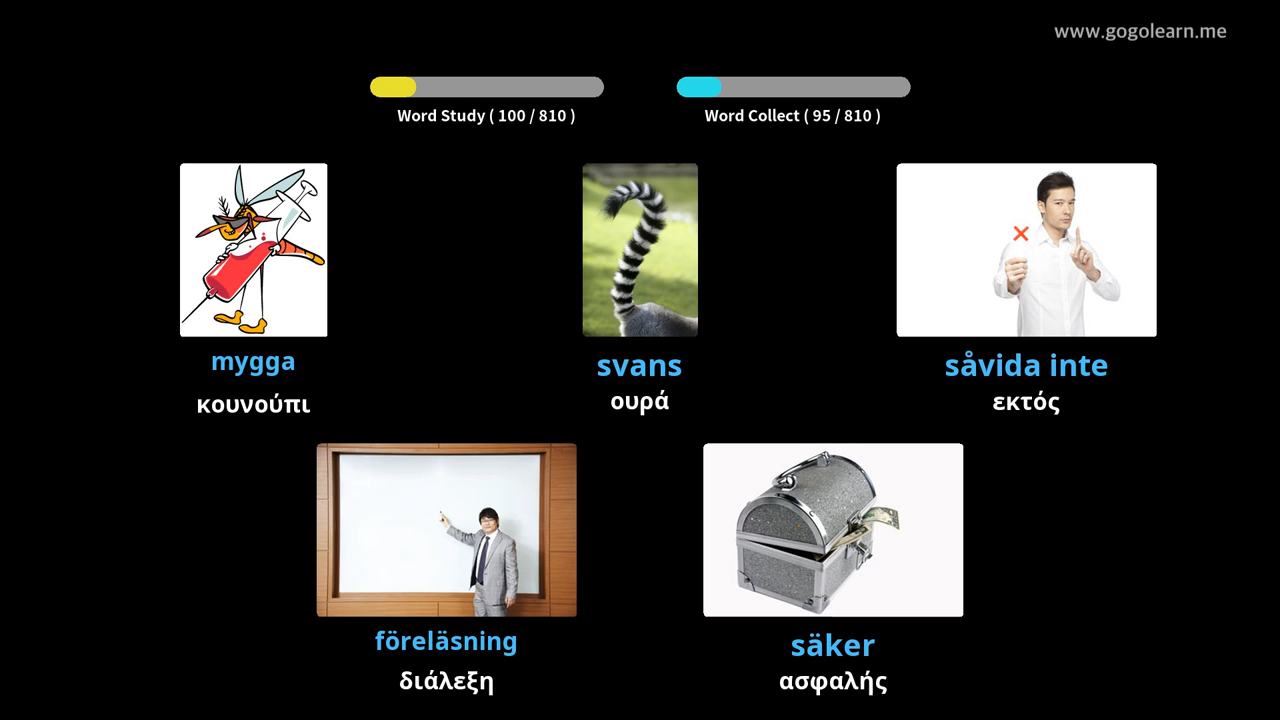 www.gogolearn.me
Word Study ( 100 / 810 )
Word Collect ( 95 / 810 )
mygga
κουνούπι
svans
ουρά
såvida inte
εκτός
föreläsning
διάλεξη
säker
ασφαλής